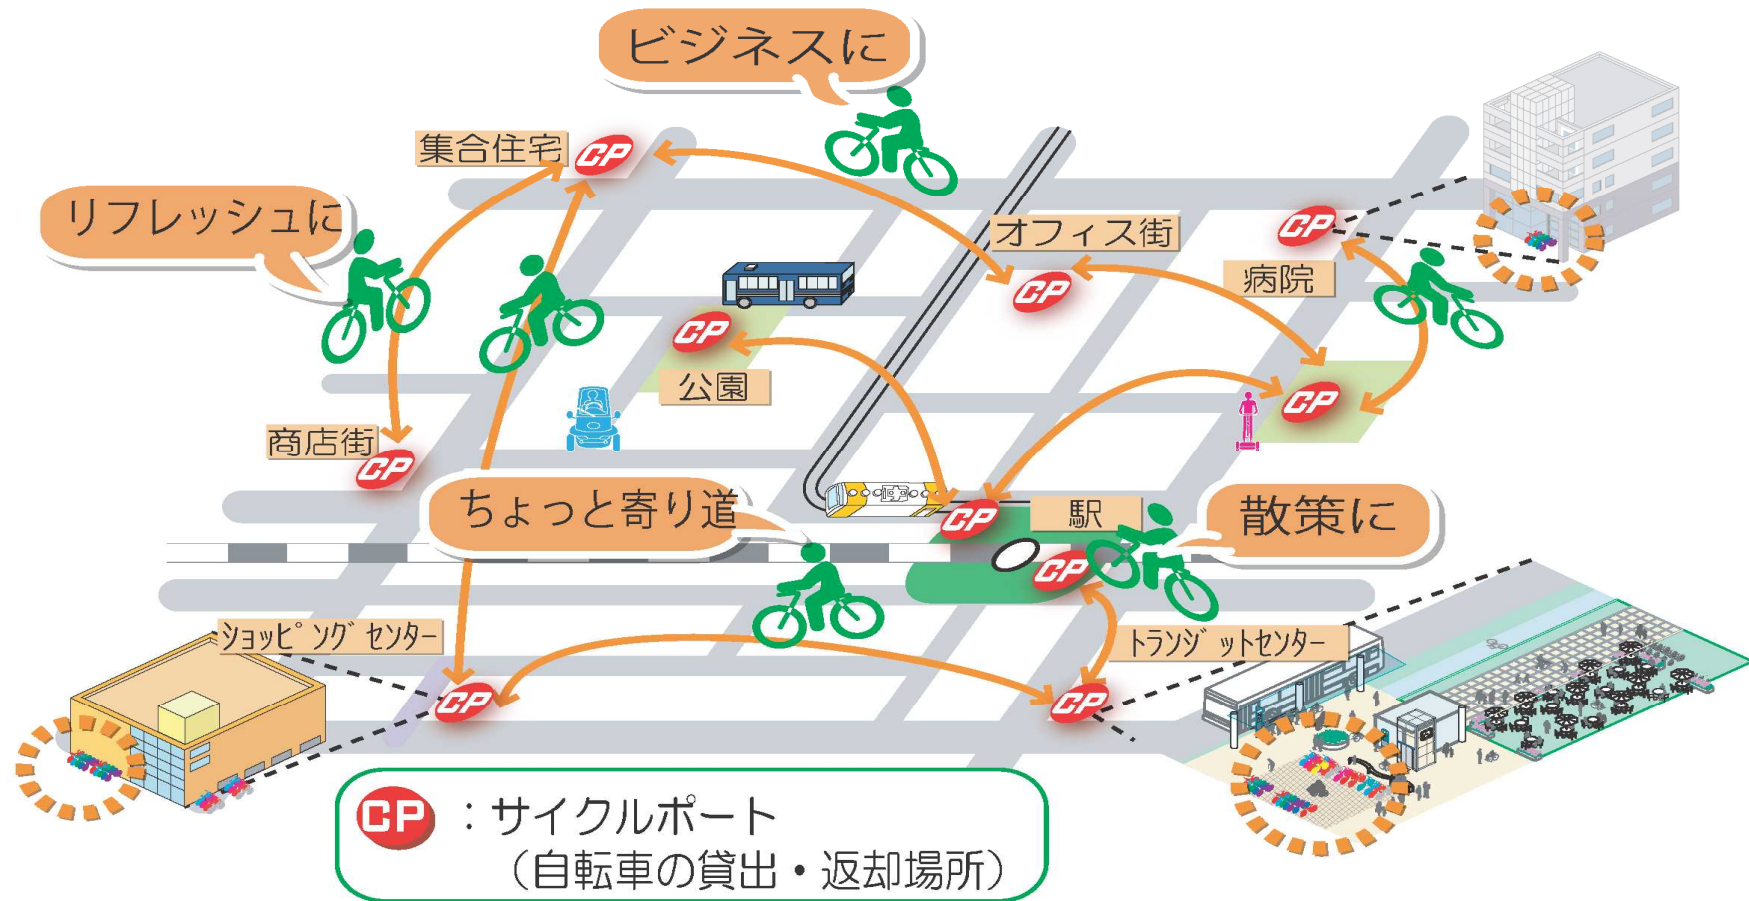 ビジネスに
集合住宅
CP
リフレッシュに
オフィス街
CP
CP
病院
CP
CP
公園
CP
商店街
CP
ちょっと寄り道
CP
駅
散策に
CP
ショッピングセンター
トランジットセンター
CP
CP
CP:サイクルポート
(自転車の貸出・返却場所)